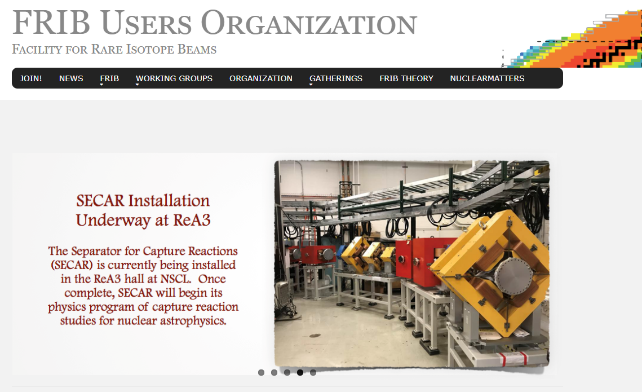 FRIB Users Organization
Facility for Rare Isotope Beams
JOIN! NEWS FRIB WORKING GROUPS ORGANIZATION GATHERINGS FRIB THEORY NUCLEARMATTERS
SECAR Installation
Underway at ReA3
The Separator for Capture Reactions
(SECAR) is currently being installed
in the ReA3 hall at NSCL. Once
complete, SECAR will begin its
physics program of capture reaction
studies for nuclear astrophysics.